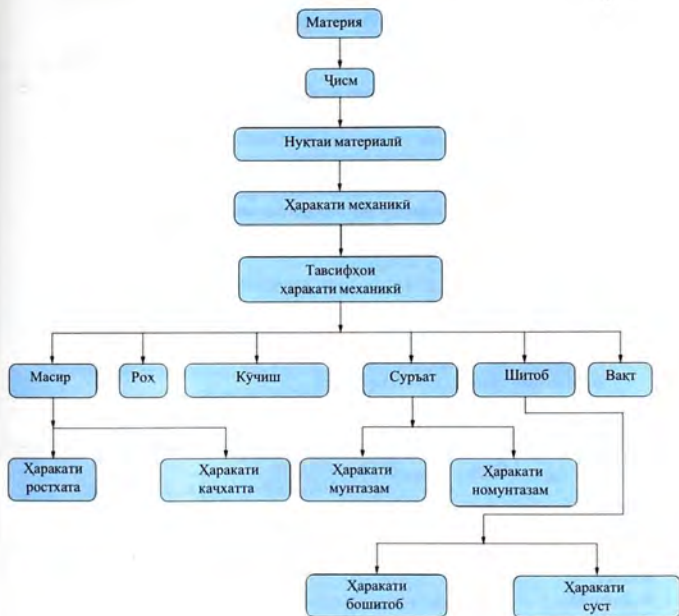 Материя
Ҷисм
Нуқтаи материалӣ
Ҳаракати механикӣ
Тавсифҳои
ҳаракати механикӣ
Масир
Роҳ
Кӯчиш
Суръат
Шитоб
Вақт
Ҳаракати
ростхата
Ҳаракати
качхатта
Ҳаракати
мунтазам
Ҳаракати
номунтазам
Ҳаракати
бошитоб
Ҳаракати
суст